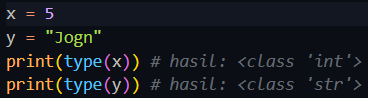 x = 5
y = "Jogn"
print(type(x)) # hasil: <class 'int'>
print(type(y)) # hasil: <class 'str'>